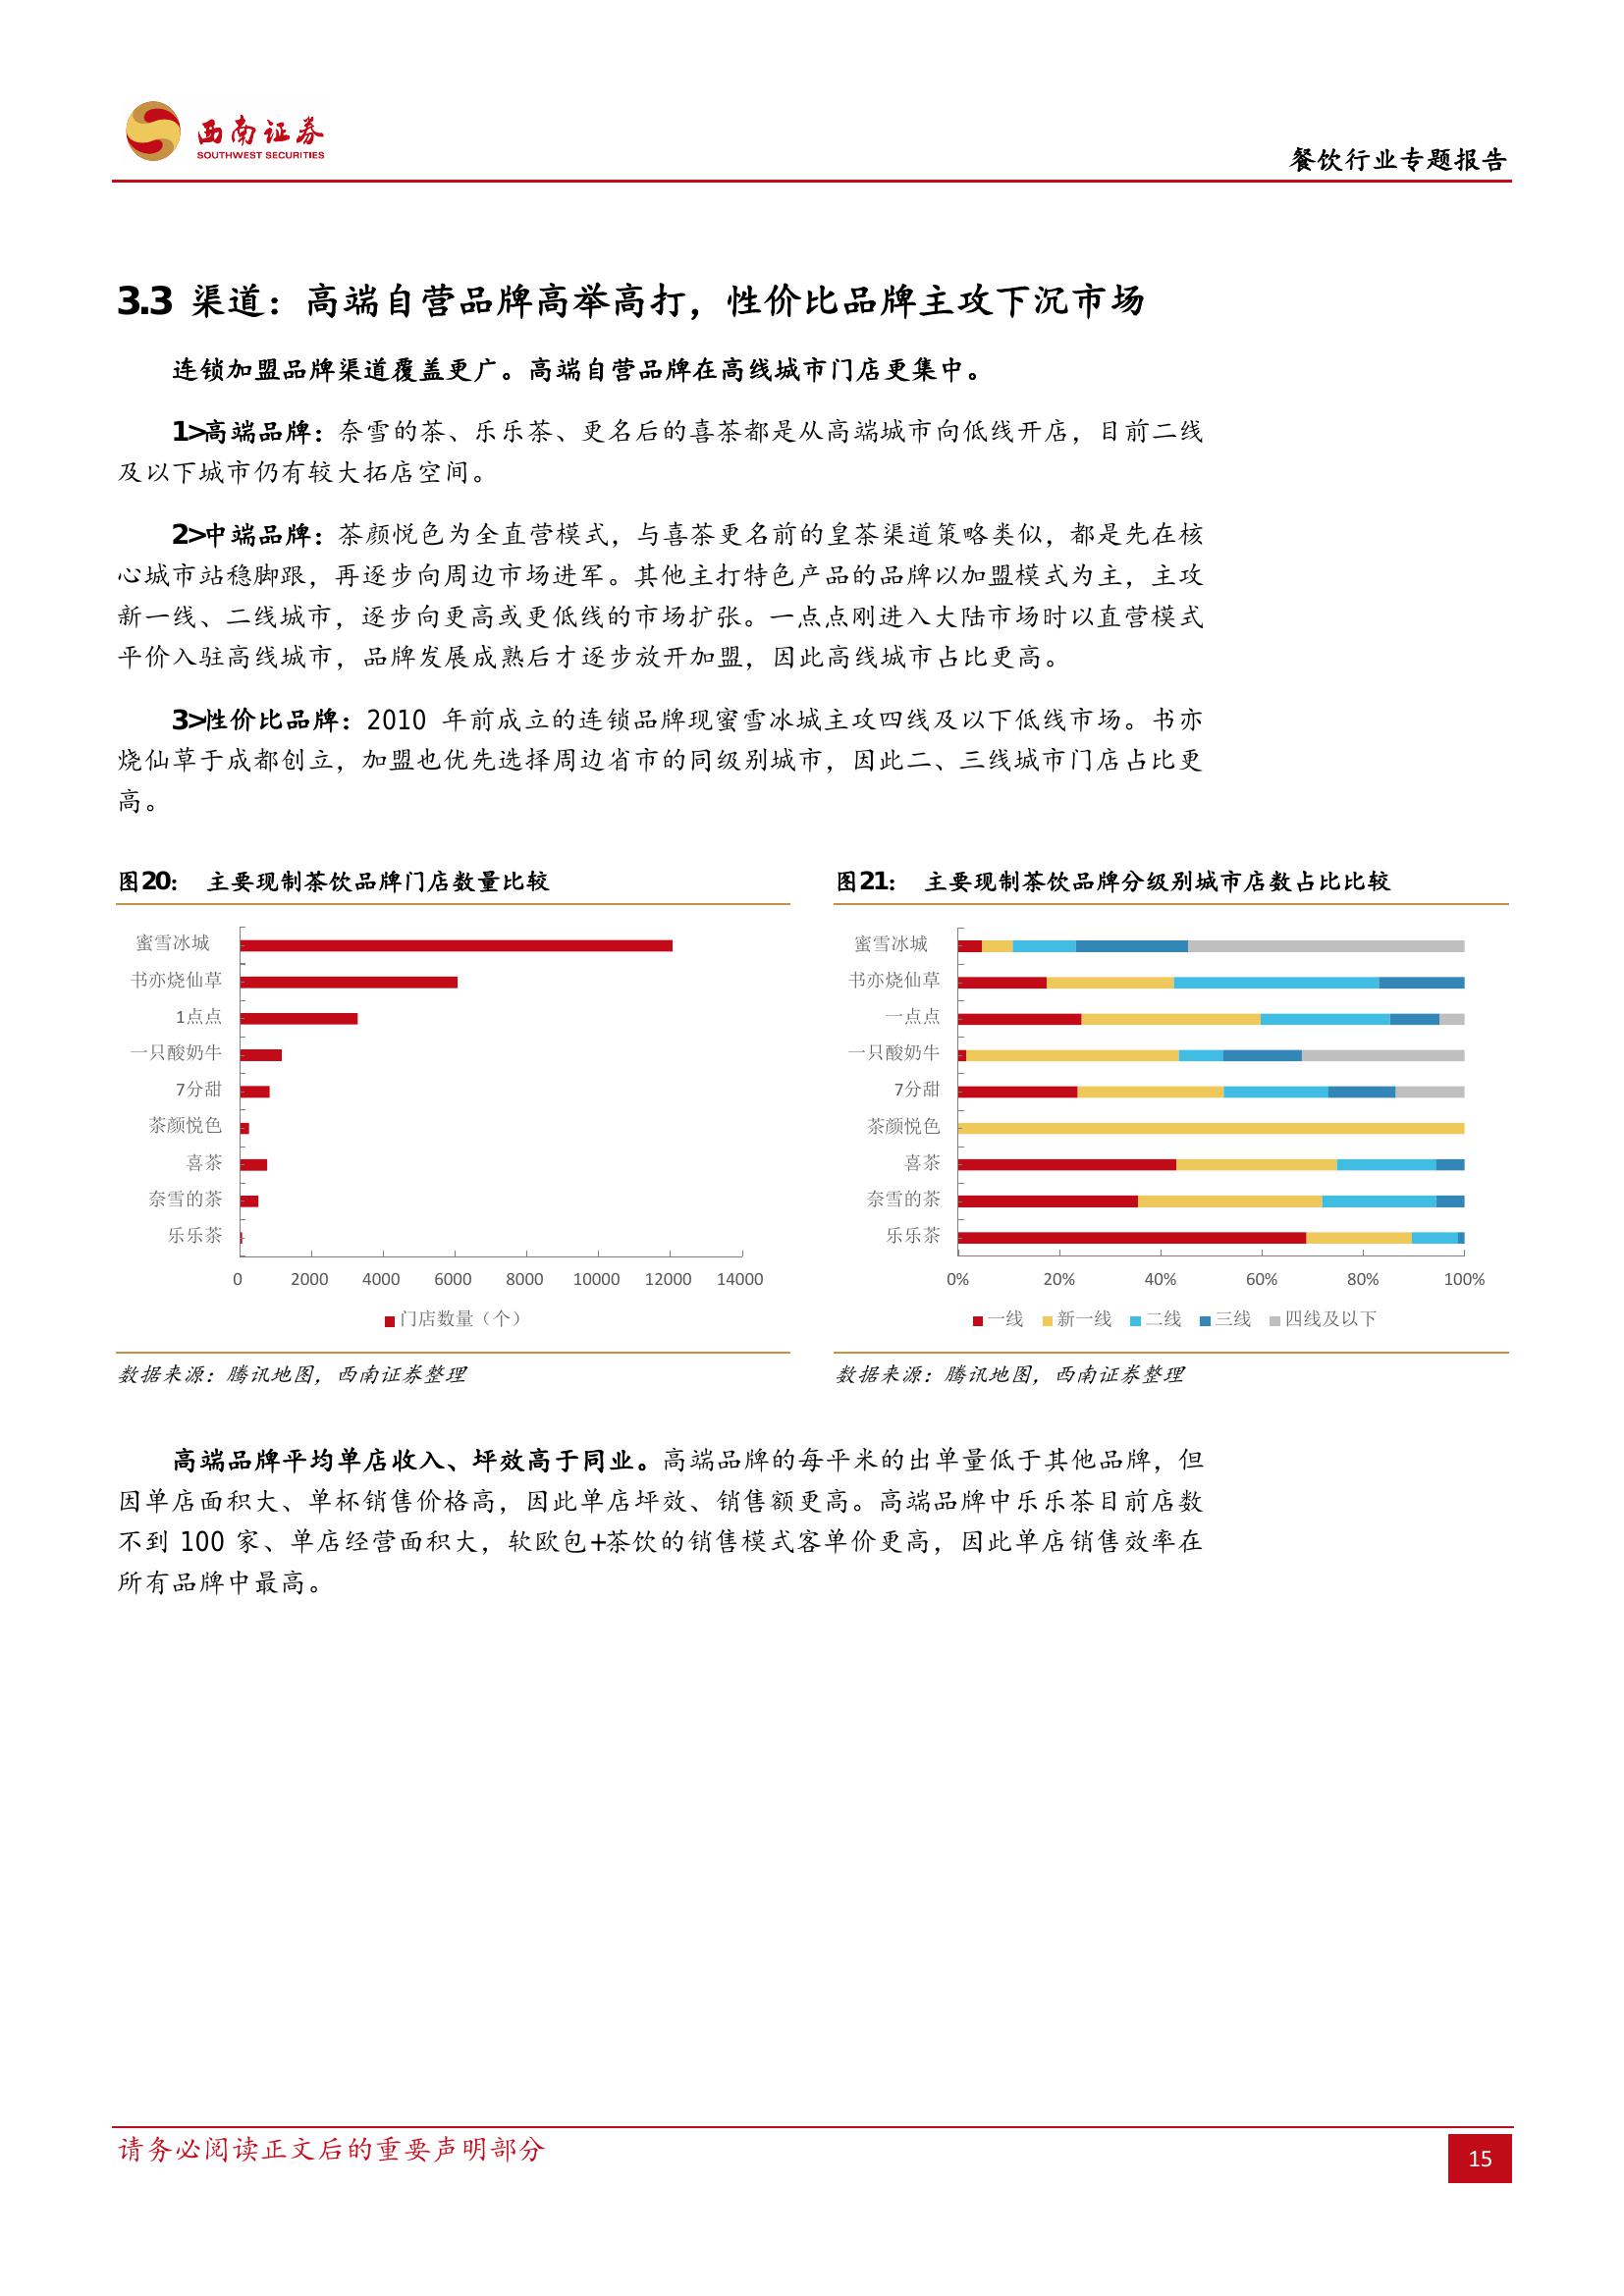 西南证券
SOUTHWEST SECURITIES
餐饮行业专题报告
3.3 渠道：高端自营品牌高举高打，性价比品牌主攻下沉市场
连锁加盟品牌渠道覆盖更广。高端自营品牌在高线城市门店更集中。
1>高端品牌：奈雪的茶、乐乐茶、更名后的喜茶都是从高端城市向低线开店，目前二线
及以下城市仍有较大拓店空间。
2>中端品牌：茶颜悦色为全直营模式，与喜茶更名前的皇茶渠道策略类似，都是先在核
心城市站稳脚跟，再逐步向周边市场进军。其他主打特色产品的品牌以加盟模式为主，主攻
新一线、二线城市，逐步向更高或更低线的市场扩张。一点点刚进入大陆市场时以直营模式
平价入驻高线城市，品牌发展成熟后才逐步放开加盟，因此高线城市占比更高。
3>性价比品牌：2010 年前成立的连锁品牌现蜜雪冰城主攻四线及以下低线市场。书亦
烧仙草于成都创立，加盟也优先选择周边省市的同级别城市，因此二、三线城市门店占比更
高。
图20： 主要现制茶饮品牌门店数量比较
蜜雪冰城
书亦烧仙草
1点点
一只酸奶牛
7分甜
茶颜悦色
喜茶
奈雪的茶
乐乐茶
0 2000 4000 6000 8000 10000 12000 14000
门店数量（个）
数据来源：腾讯地图，西南证券整理
图21： 主要现制茶饮品牌分级别城市店数占比比较
蜜雪冰城
书亦烧仙草
一点点
一只酸奶牛
7分甜
茶颜悦色
喜茶
奈雪的茶
乐乐茶
0% 20% 40% 60% 80% 100%
一线 新一线 二线 三线 四线及以下
数据来源：腾讯地图，西南证券整理
高端品牌平均单店收入、坪效高于同业。高端品牌的每平米的出单量低于其他品牌，但
因单店面积大、单杯销售价格高，因此单店坪效、销售额更高。高端品牌中乐乐茶目前店数
不到 100 家、单店经营面积大，软欧包+茶饮的销售模式客单价更高，因此单店销售效率在
所有品牌中最高。
请务必阅读正文后的重要声明部分
15